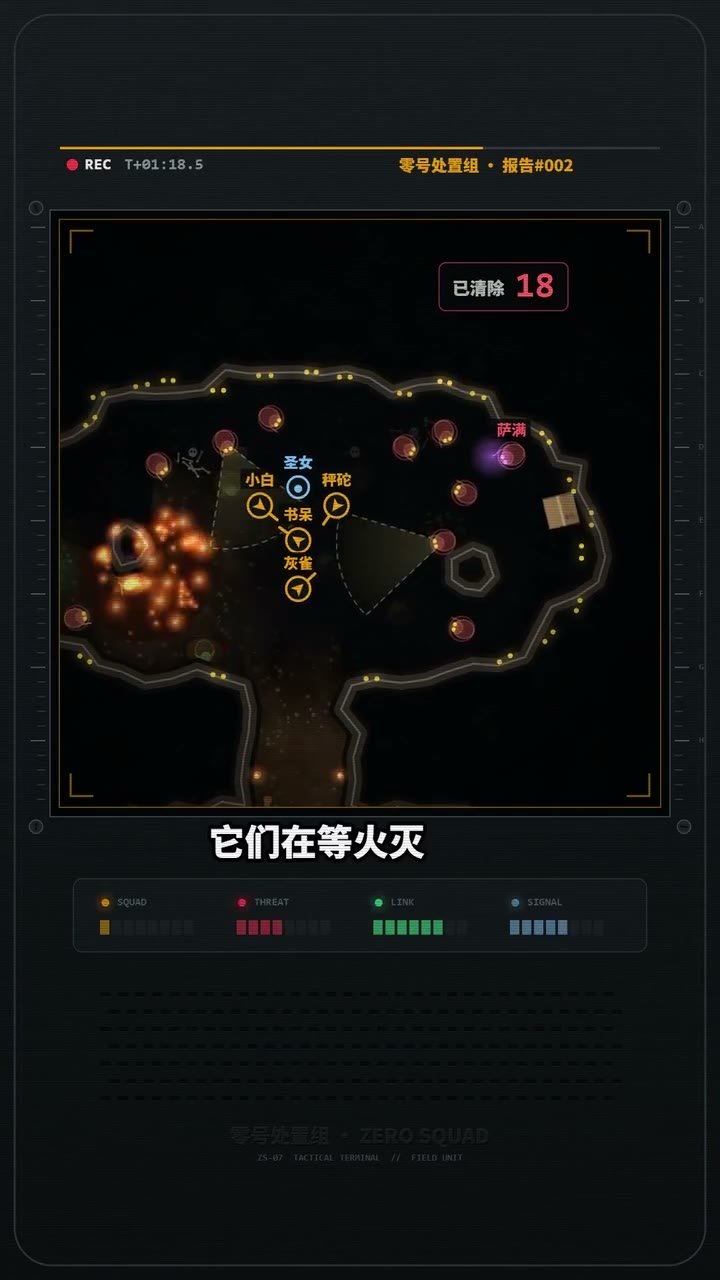 REC T+01:18.5
零号处置组 · 报告#002
已清除 18
萨满
圣女
小白
秤砣
书呆
灰雀
它们在等火灭
SQUAD
THREAT
LINK
SIGNAL
零号处置组 · ZERO SQUAD
ZS-07 TACTICAL TERMINAL // FIELD UNIT